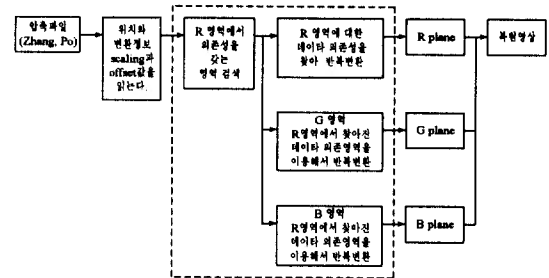 압축파일
(Zhang, Po)
위치와
변환정보
scaling과
offset값을
읽는다.
R 영역에서
의존성을
갖는
영역 검색
R 영역에 대한
데이타 의존성을
찾아 반복변환
R plane
복원영상
G 영역
R영역에서 찾아진
데이타 의존영역을
이용해서 반복변환
G plane
B 영역
R영역에서 찾아진
데이타 의존영역을
이용해서 반복변환
B plane